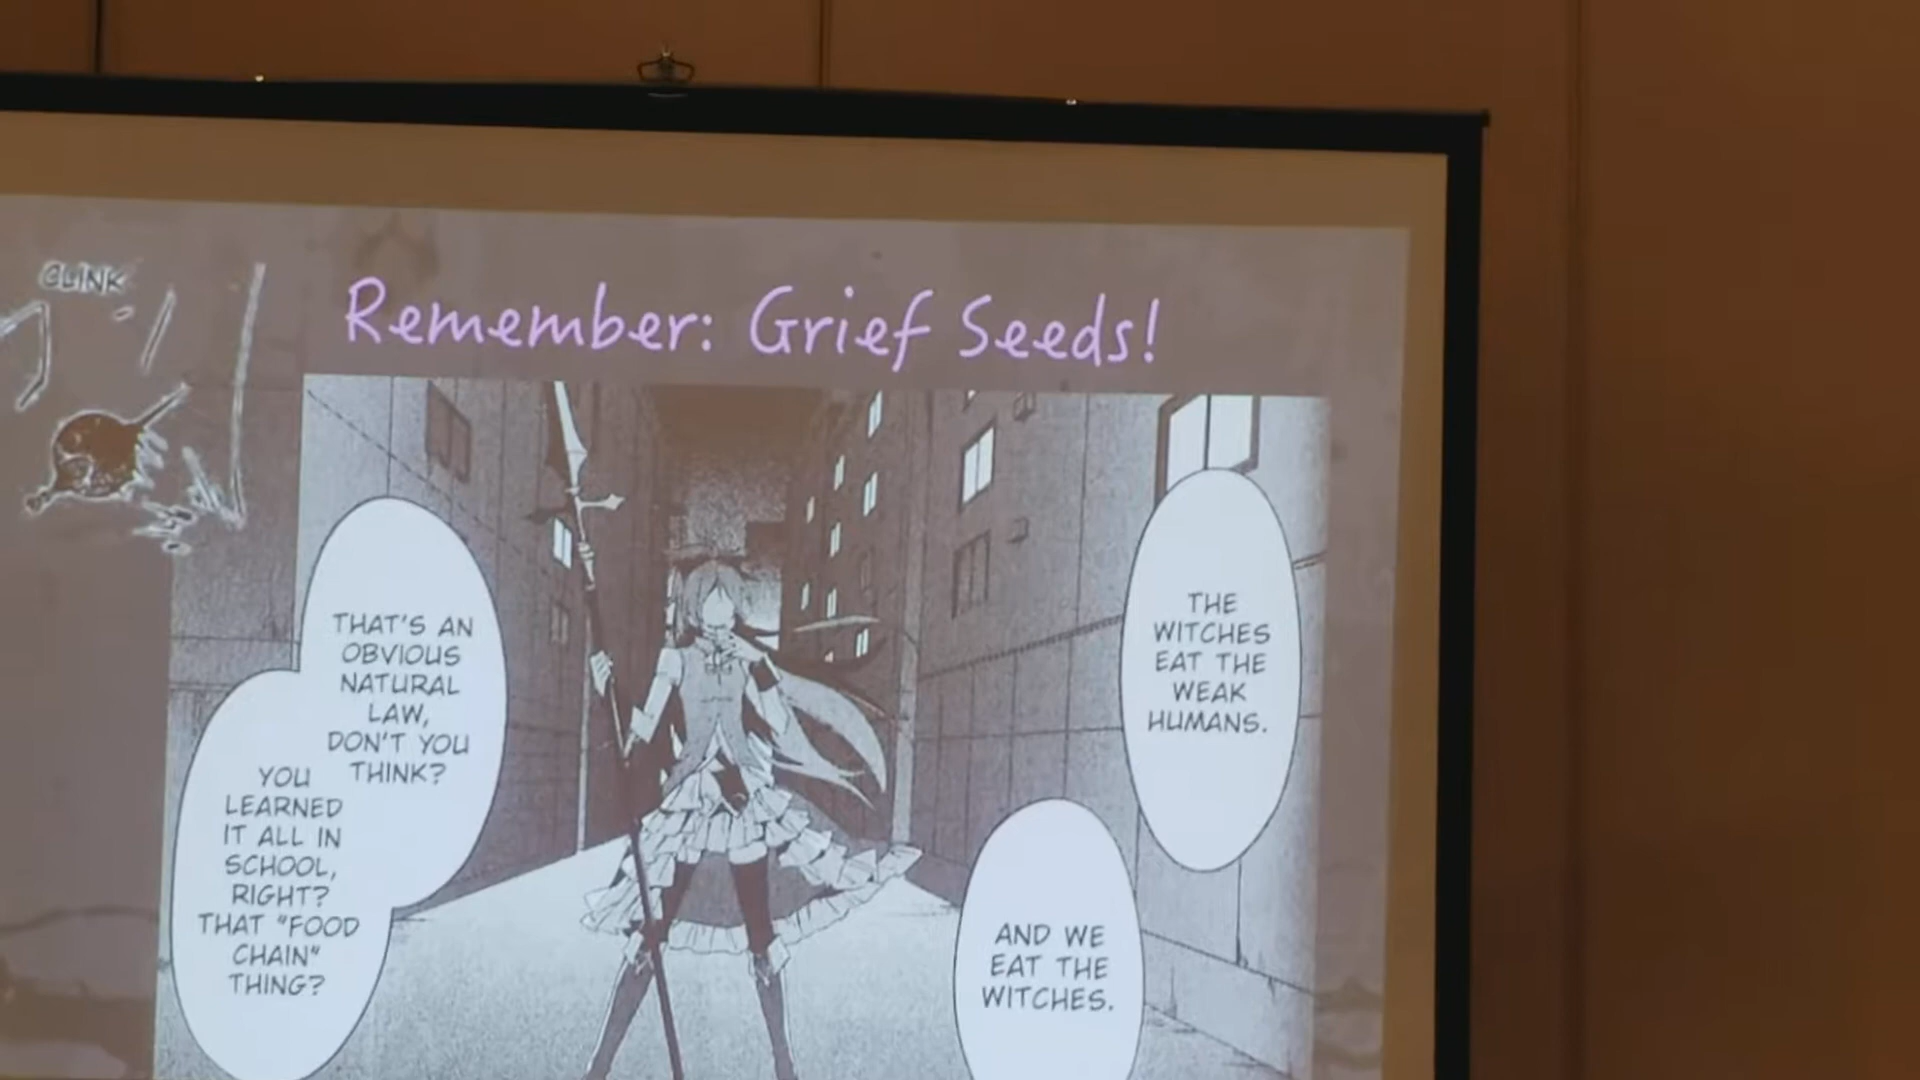 CLINK
Remember: Grief Seeds!
THE
WITCHES
EAT THE
WEAK
HUMANS.
AND WE
EAT THE
WITCHES.
THAT'S AN
OBVIOUS
NATURAL
LAW,
DON'T YOU
THINK?
YOU
LEARNED
IT ALL IN
SCHOOL,
RIGHT?
THAT "FOOD
CHAIN"
THING?